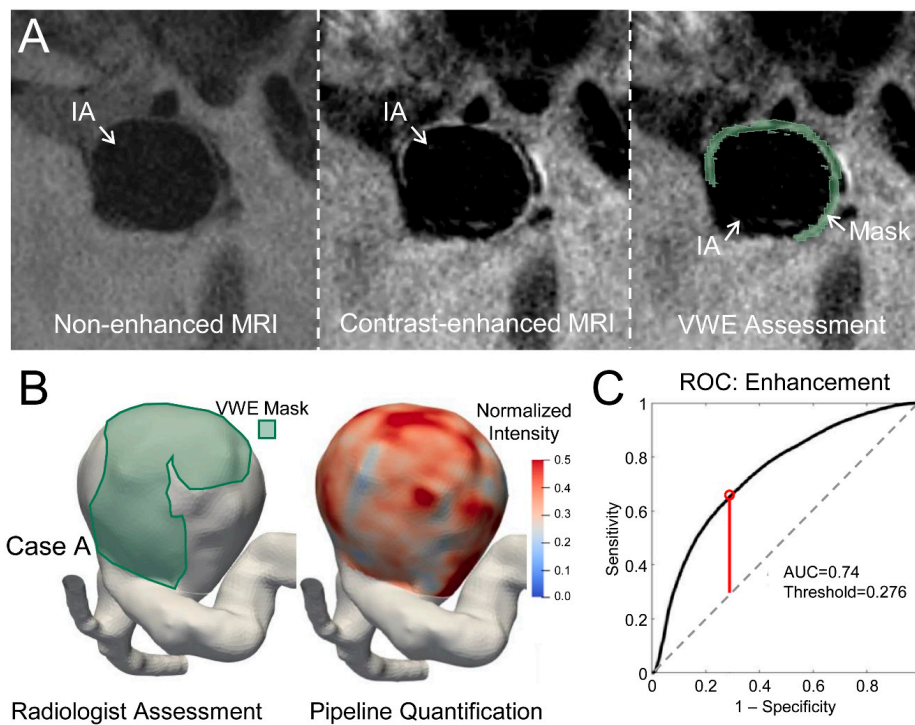 A
IA
Non-enhanced MRI
IA
Contrast-enhanced MRI
IA
Mask
VWE Assessment
B
VWE Mask
Case A
Radiologist Assessment
Normalized
Intensity
0.5
0.4
0.3
0.2
0.1
0.0
Pipeline Quantification
C
ROC: Enhancement
Sensitivity
1
0.8
0.6
0.4
0.2
0
AUC=0.74
Threshold=0.276
0
0.2
0.4
0.6
0.8
1 – Specificity